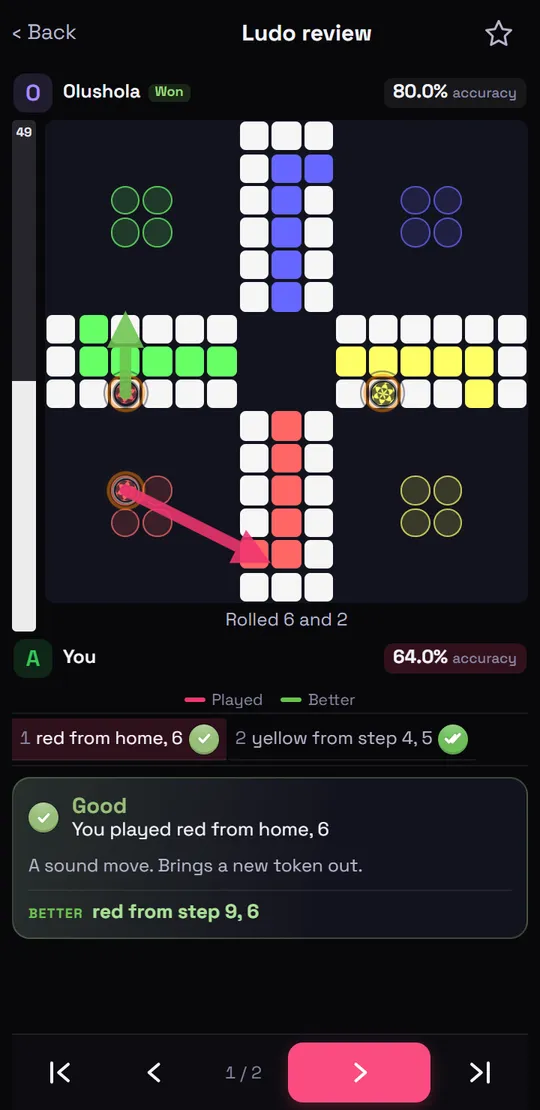 < Back
Ludo review
O
Olushola Won
80.0% accuracy
49
Rolled 6 and 2
A
You
64.0% accuracy
Played Better
1 red from home, 6
2 yellow from step 4, 5
Good
You played red from home, 6
A sound move. Brings a new token out.
BETTER red from step 9, 6
1 / 2